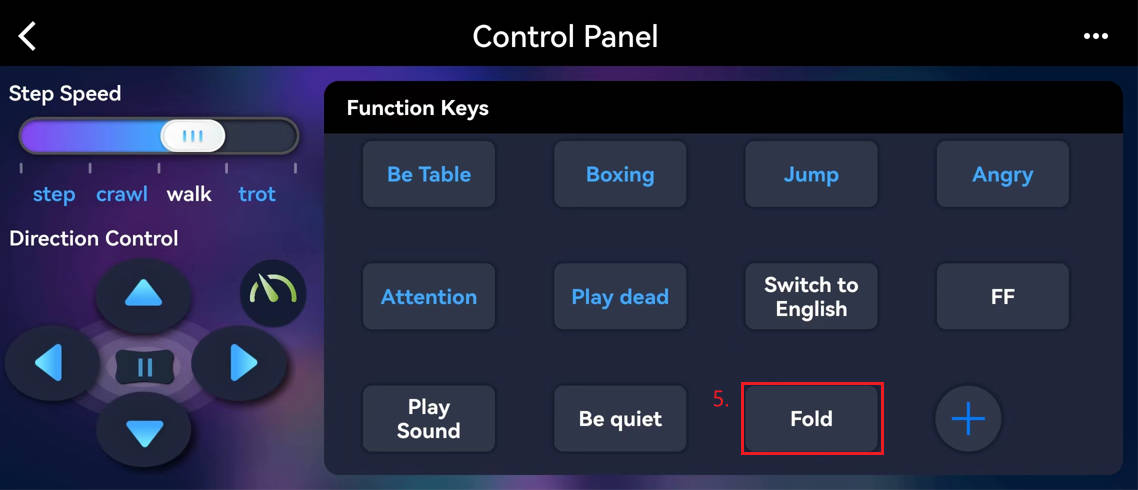 Control Panel
Step Speed
step crawl walk trot
Direction Control
Function Keys
Be Table
Boxing
Jump
Angry
Attention
Play dead
Switch to
English
FF
Play
Sound
Be quiet
5.
Fold